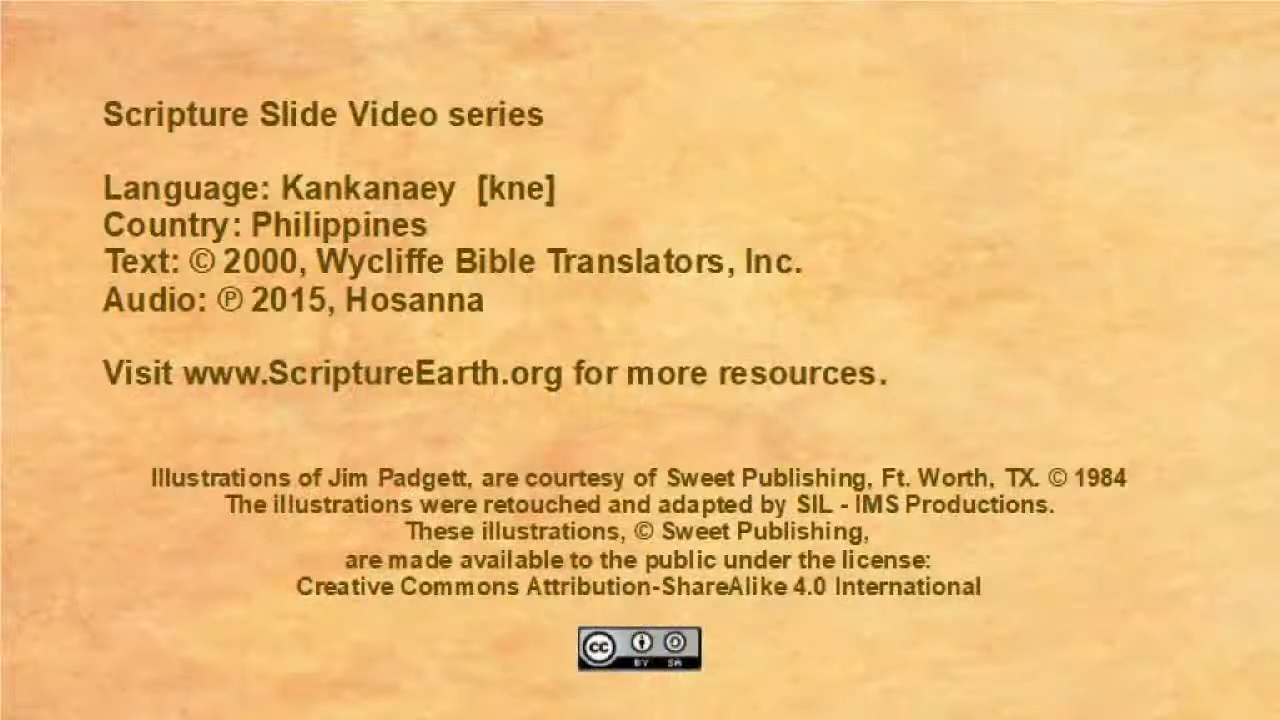 Scripture Slide Video series
Language: Kankanaey [kne]
Country: Philippines
Text: © 2000, Wycliffe Bible Translators, Inc.
Audio: ℗ 2015, Hosanna
Visit www.ScriptureEarth.org for more resources.
Illustrations of Jim Padgett, are courtesy of Sweet Publishing, Ft. Worth, TX. © 1984
The illustrations were retouched and adapted by SIL - IMS Productions.
These illustrations, © Sweet Publishing,
are made available to the public under the license:
Creative Commons Attribution-ShareAlike 4.0 International
cc BY SA